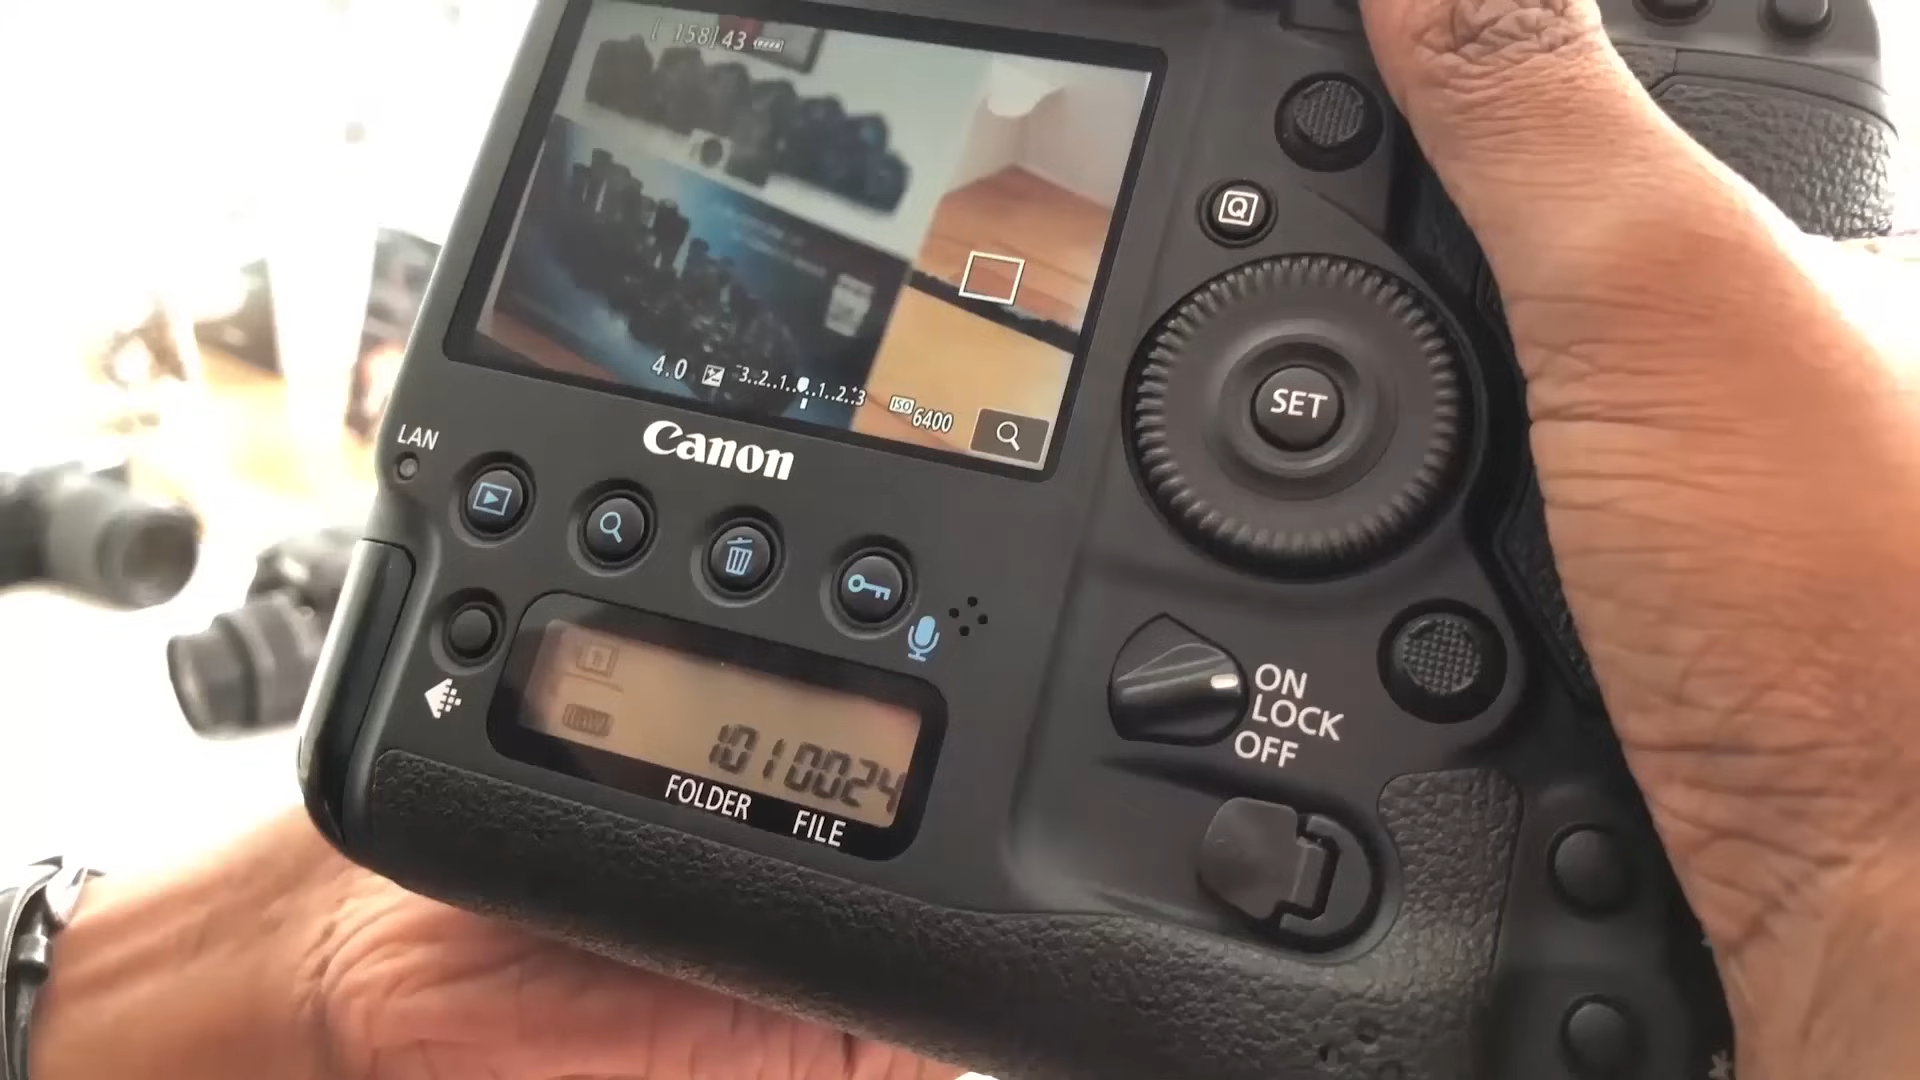 [ 158] 43
4.0 -3..2..1..0..1..2..+3 ISO 6400
Canon
LAN
Q
SET
ON
LOCK
OFF
101 0024
FOLDER FILE